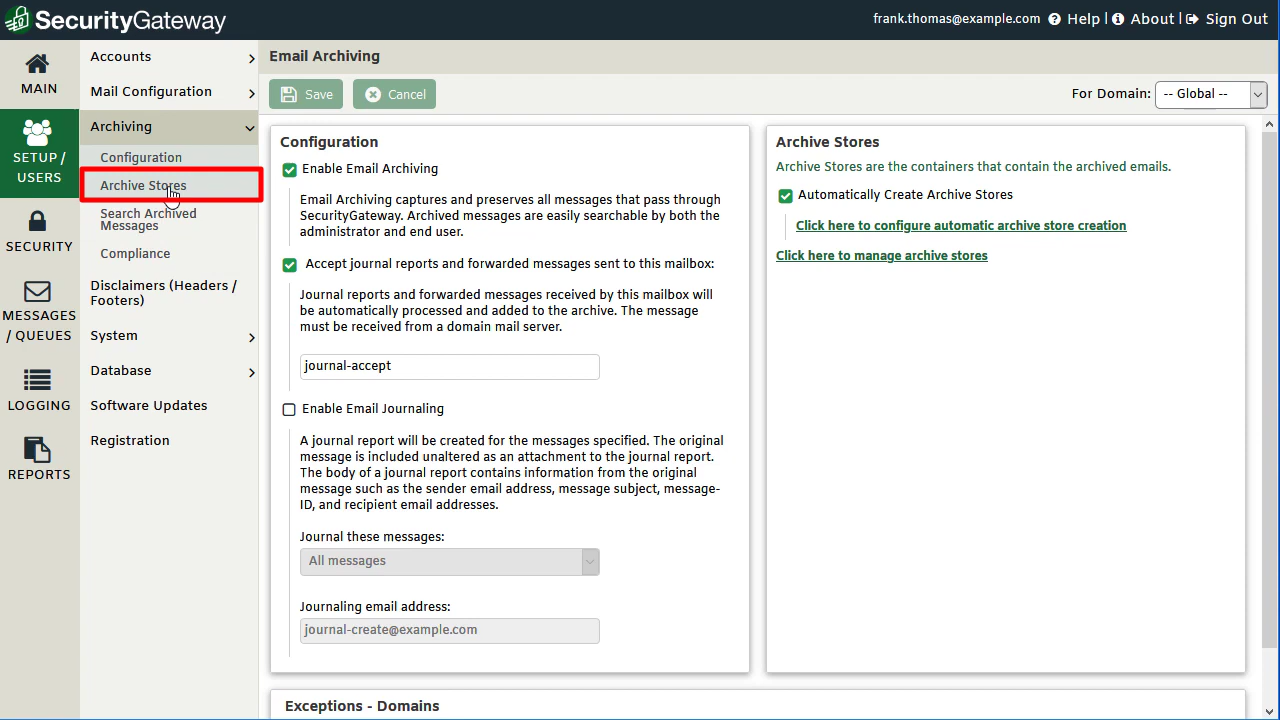 SecurityGateway
frank.thomas@example.com Help | About | Sign Out
MAIN
SETUP /
USERS
SECURITY
MESSAGES
/ QUEUES
LOGGING
REPORTS
Accounts
Mail Configuration
Archiving
Configuration
Archive Stores
Search Archived
Messages
Compliance
Disclaimers (Headers /
Footers)
System
Database
Software Updates
Registration
Email Archiving
Save Cancel
For Domain: -- Global --
Configuration
Enable Email Archiving
Email Archiving captures and preserves all messages that pass through
SecurityGateway. Archived messages are easily searchable by both the
administrator and end user.
Accept journal reports and forwarded messages sent to this mailbox:
Journal reports and forwarded messages received by this mailbox will
be automatically processed and added to the archive. The message
must be received from a domain mail server.
journal-accept
Enable Email Journaling
A journal report will be created for the messages specified. The original
message is included unaltered as an attachment to the journal report.
The body of a journal report contains information from the original
message such as the sender email address, message subject, message-
ID, and recipient email addresses.
Journal these messages:
All messages
Journaling email address:
journal-create@example.com
Archive Stores
Archive Stores are the containers that contain the archived emails.
Automatically Create Archive Stores
Click here to configure automatic archive store creation
Click here to manage archive stores
Exceptions - Domains